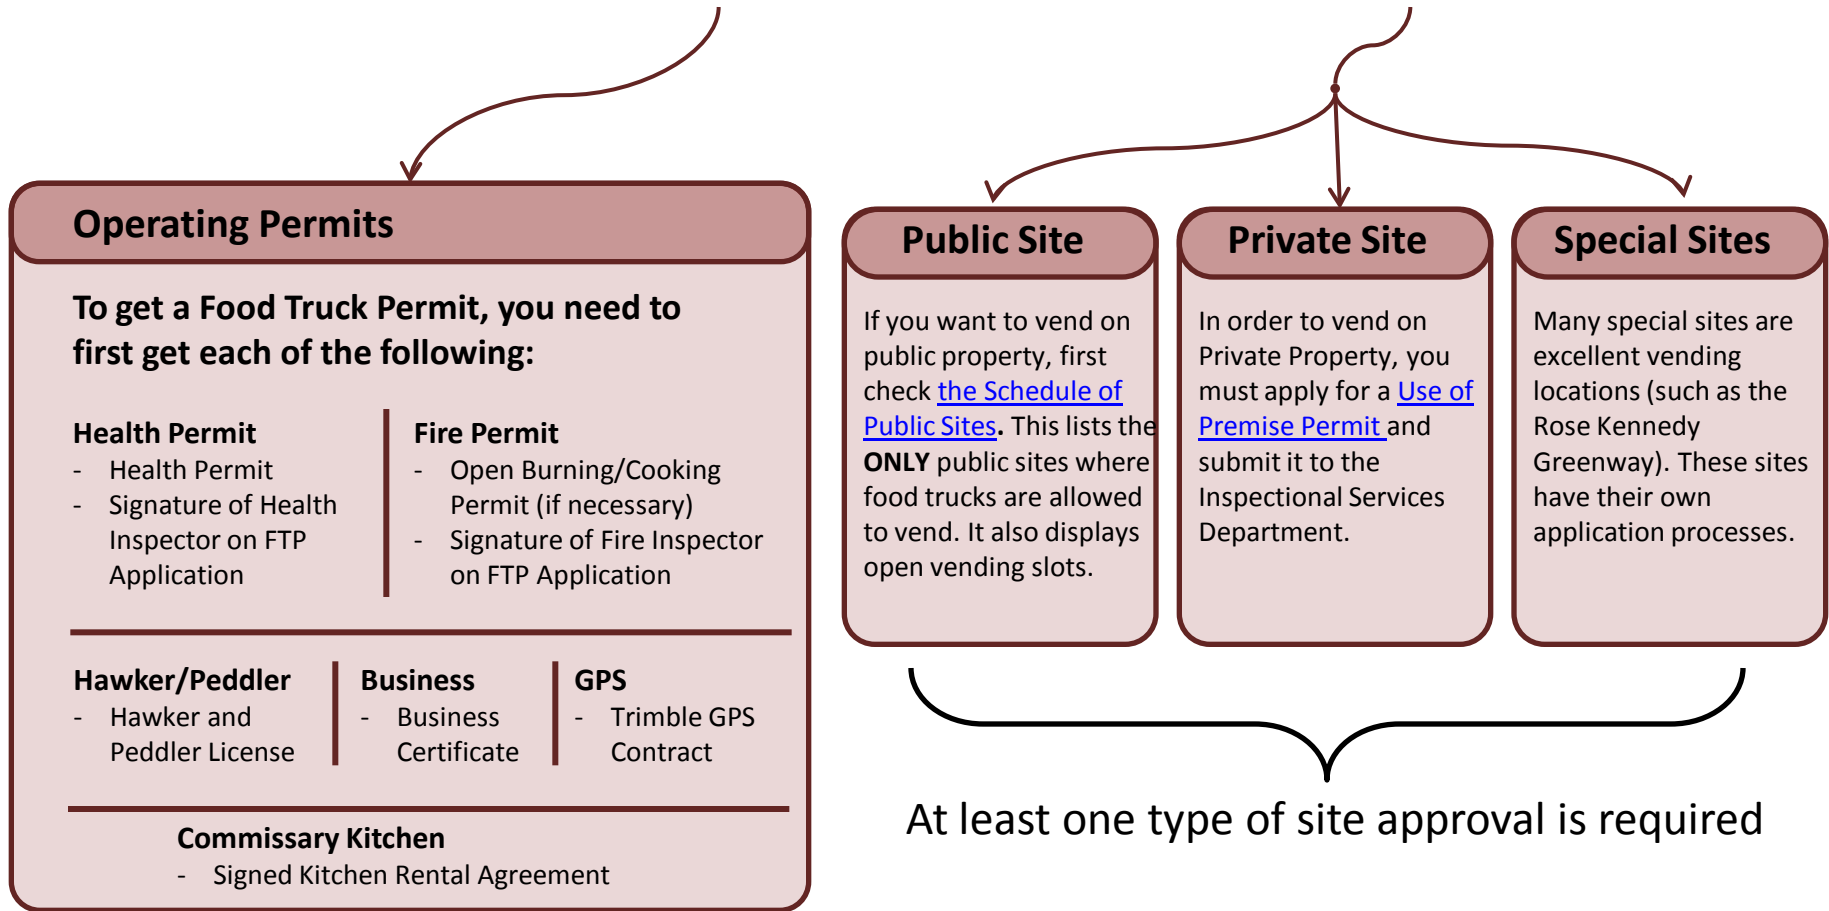 Operating Permits
To get a Food Truck Permit, you need to
first get each of the following:
Health Permit
- Health Permit
- Signature of Health
Inspector on FTP
Application
Fire Permit
- Open Burning/Cooking
Permit (if necessary)
- Signature of Fire Inspector
on FTP Application
Hawker/Peddler
- Hawker and
Peddler License
Business
- Business
Certificate
GPS
- Trimble GPS
Contract
Commissary Kitchen
- Signed Kitchen Rental Agreement
Public Site
If you want to vend on
public property, first
check the Schedule of
Public Sites. This lists the
ONLY public sites where
food trucks are allowed
to vend. It also displays
open vending slots.
Private Site
In order to vend on
Private Property, you
must apply for a Use of
Premise Permit and
submit it to the
Inspectional Services
Department.
Special Sites
Many special sites are
excellent vending
locations (such as the
Rose Kennedy
Greenway). These sites
have their own
application processes.
At least one type of site approval is required